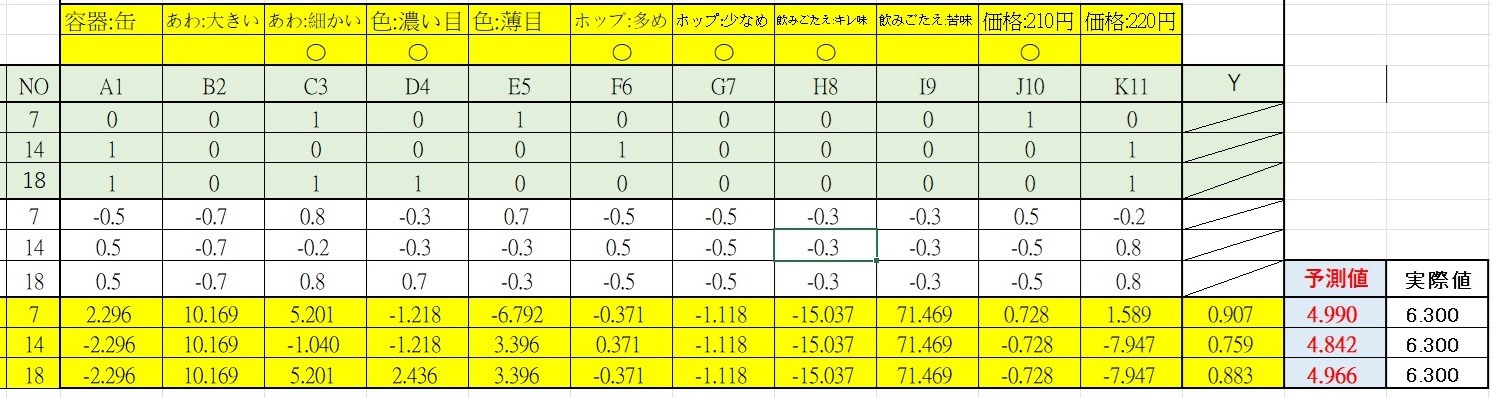 容器:缶 あわ:大きい あわ:細かい 色:濃い目 色:薄目 ホップ:多め ホップ:少なめ 飲みごたえ:キレ味 飲みごたえ:苦味 価格:210円 価格:220円
○ ○ ○ ○ ○ ○
NO A1 B2 C3 D4 E5 F6 G7 H8 I9 J10 K11 Y
7 0 0 1 0 1 0 0 0 0 1 0
14 1 0 0 0 0 1 0 0 0 0 1
18 1 0 1 1 0 0 0 0 0 0 1
7 -0.5 -0.7 0.8 -0.3 0.7 -0.5 -0.5 -0.3 -0.3 0.5 -0.2
14 0.5 -0.7 -0.2 -0.3 -0.3 0.5 -0.5 -0.3 -0.3 -0.5 0.8
18 0.5 -0.7 0.8 0.7 -0.3 -0.5 -0.5 -0.3 -0.3 -0.5 0.8 予測値 実際値
7 2.296 10.169 5.201 -1.218 -6.792 -0.371 -1.118 -15.037 71.469 0.728 1.589 0.907 4.990 6.300
14 -2.296 10.169 -1.040 -1.218 3.396 0.371 -1.118 -15.037 71.469 -0.728 -7.947 0.759 4.842 6.300
18 -2.296 10.169 5.201 2.436 3.396 -0.371 -1.118 -15.037 71.469 -0.728 -7.947 0.883 4.966 6.300